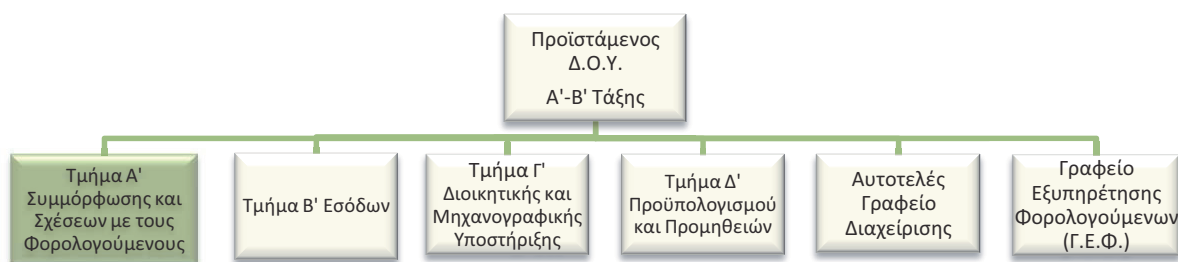 Προϊστάμενος
Δ.Ο.Υ.
Α'-Β' Τάξης
Τμήμα Α'
Συμμόρφωσης και
Σχέσεων με τους
Φορολογούμενους
Τμήμα Β' Εσόδων
Τμήμα Γ'
Διοικητικής και
Μηχανογραφικής
Υποστήριξης
Τμήμα Δ'
Προϋπολογισμού
και Προμηθειών
Αυτοτελές
Γραφείο
Διαχείρισης
Γραφείο
Εξυπηρέτησης
Φορολογούμενων
(Γ.Ε.Φ.)